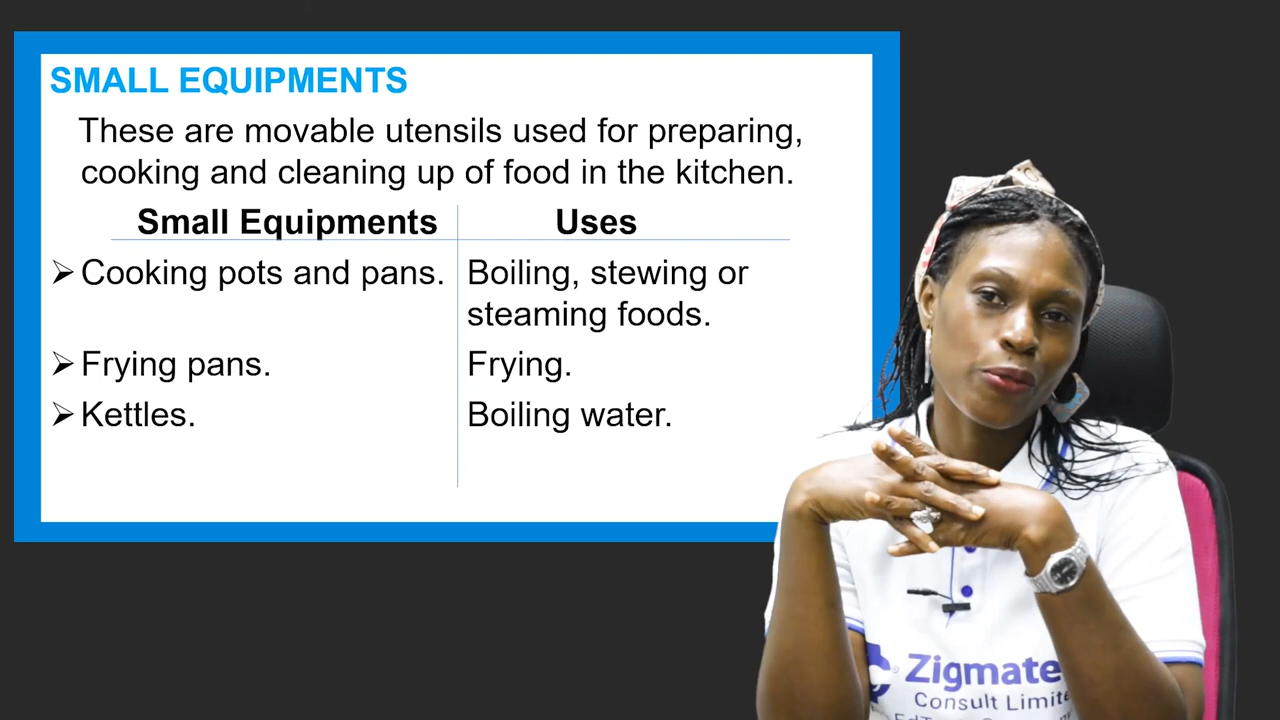 SMALL EQUIPMENTS
These are movable utensils used for preparing,
cooking and cleaning up of food in the kitchen.
Small Equipments Uses
Cooking pots and pans. Boiling, stewing or
steaming foods.
Frying pans. Frying.
Kettles. Boiling water.
Zigmate
Consult Limite